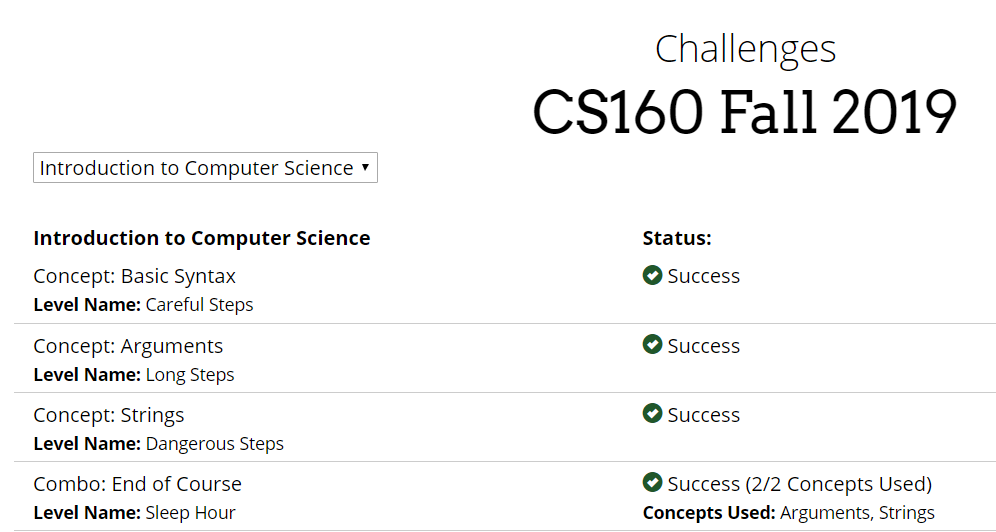 Challenges
CS160 Fall 2019
Introduction to Computer Science
Introduction to Computer Science Status:
Concept: Basic Syntax Success
Level Name: Careful Steps
Concept: Arguments Success
Level Name: Long Steps
Concept: Strings Success
Level Name: Dangerous Steps
Combo: End of Course Success (2/2 Concepts Used)
Level Name: Sleep Hour Concepts Used: Arguments, Strings